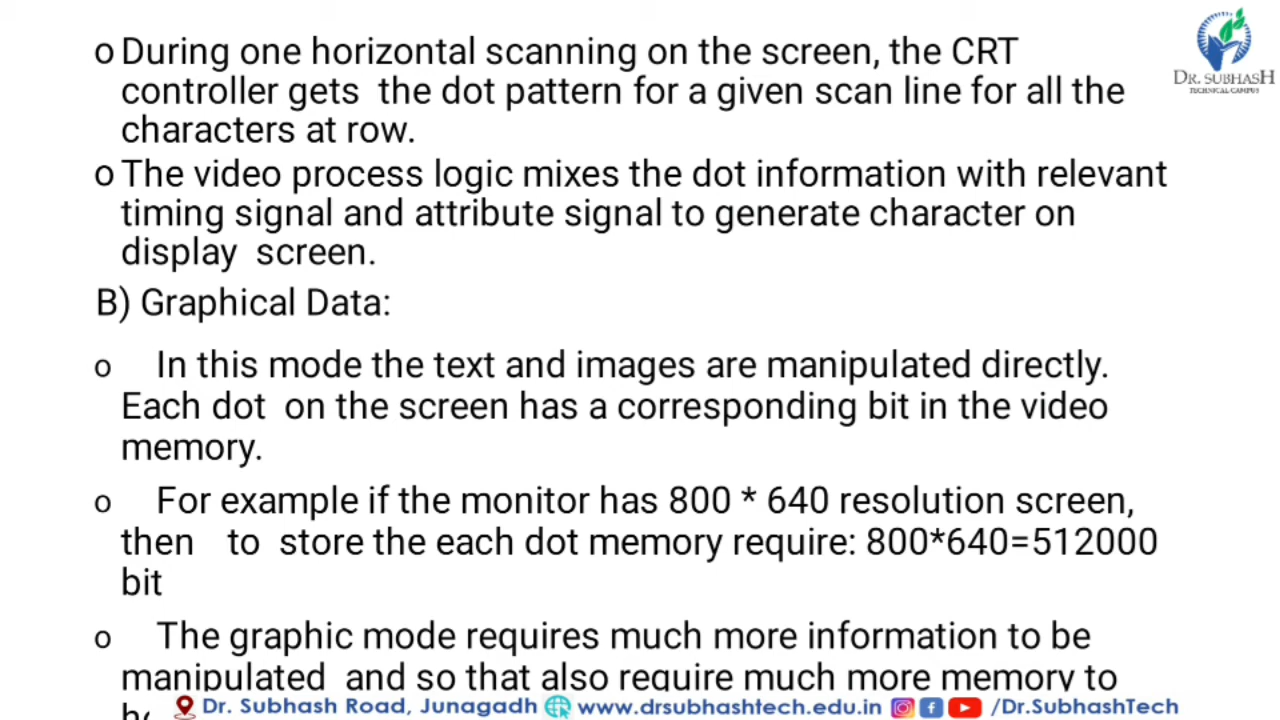 o During one horizontal scanning on the screen, the CRT
controller gets the dot pattern for a given scan line for all the
characters at row.
o The video process logic mixes the dot information with relevant
timing signal and attribute signal to generate character on
display screen.
B) Graphical Data:
o In this mode the text and images are manipulated directly.
Each dot on the screen has a corresponding bit in the video
memory.
o For example if the monitor has 800 * 640 resolution screen,
then to store the each dot memory require: 800*640=512000
bit
o The graphic mode requires much more information to be
manipulated and so that also require much more memory to
DR. SUBHASH
TECHNICAL CAMPUS
Dr. Subhash Road, Junagadh www.drsubhashtech.edu.in /Dr.SubhashTech